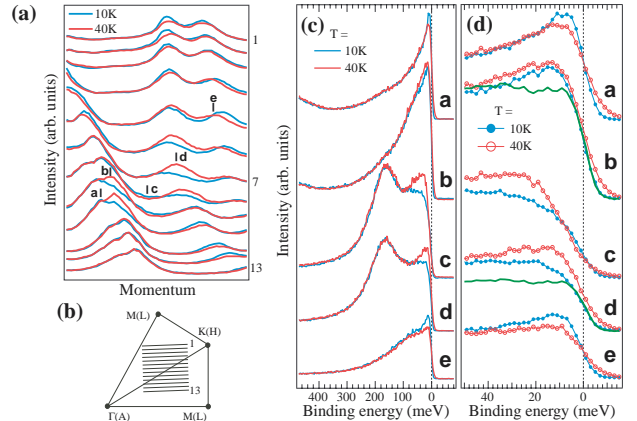 (a)
10K
40K
Intensity (arb. units)
1
e
d
7
b
c
a
13
Momentum
(b)
M(L)
K(H)
1
13
Γ(A)
M(L)
(c)
T =
10K
40K
Intensity (arb. units)
a
b
c
d
e
400 300 200 100 0
Binding energy (meV)
(d)
a
T =
10K
40K
b
c
d
e
40 20 0
Binding energy (meV)